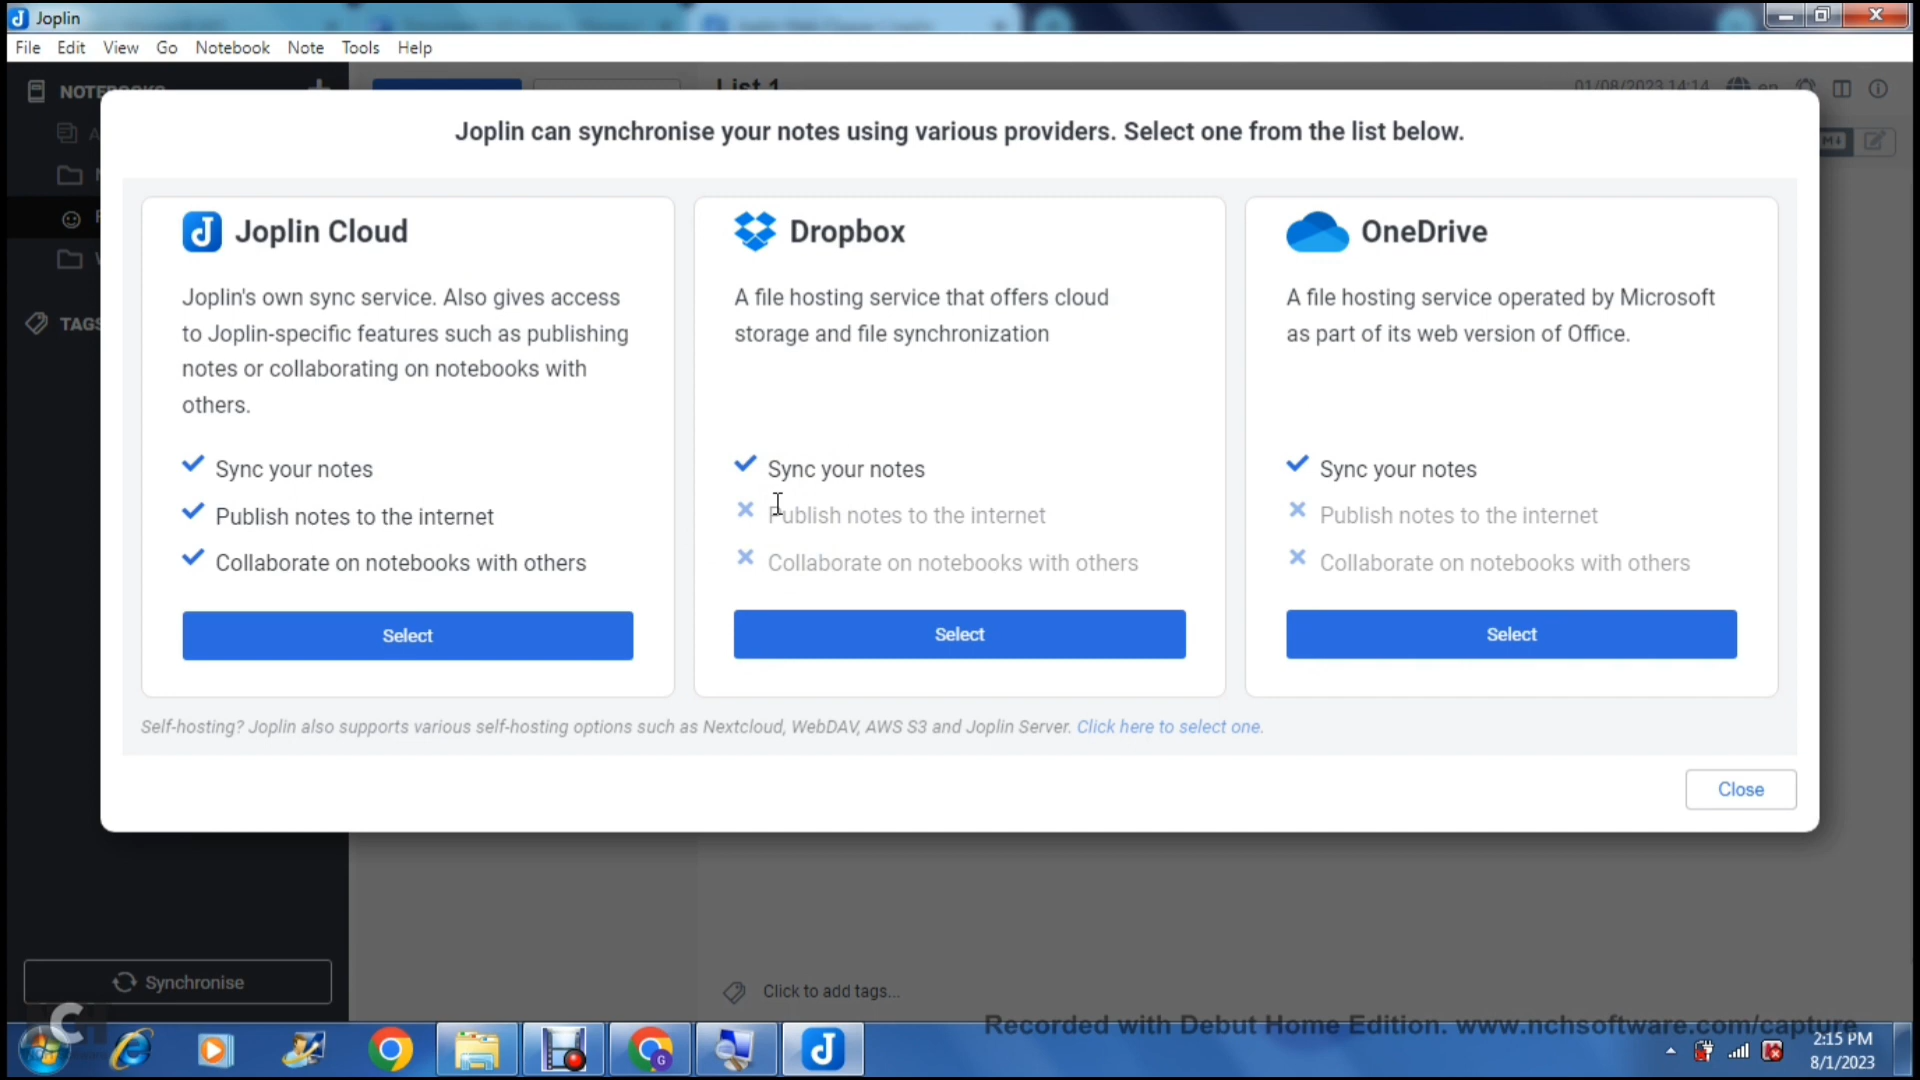 Joplin
File Edit View Go Notebook Note Tools Help
NOTEBOOKS
List 1
01/08/2023 14:14
en
Joplin can synchronise your notes using various providers. Select one from the list below.
Joplin Cloud
Joplin's own sync service. Also gives access
to Joplin-specific features such as publishing
notes or collaborating on notebooks with
others.
Sync your notes
Publish notes to the internet
Collaborate on notebooks with others
Select
Dropbox
A file hosting service that offers cloud
storage and file synchronization
Sync your notes
Publish notes to the internet
Collaborate on notebooks with others
Select
OneDrive
A file hosting service operated by Microsoft
as part of its web version of Office.
Sync your notes
Publish notes to the internet
Collaborate on notebooks with others
Select
TAGS
Self-hosting? Joplin also supports various self-hosting options such as Nextcloud, WebDAV, AWS S3 and Joplin Server. Click here to select one.
Close
Synchronise
Click to add tags...
Recorded with Debut Home Edition. www.nchsoftware.com/capture
2:15 PM
8/1/2023